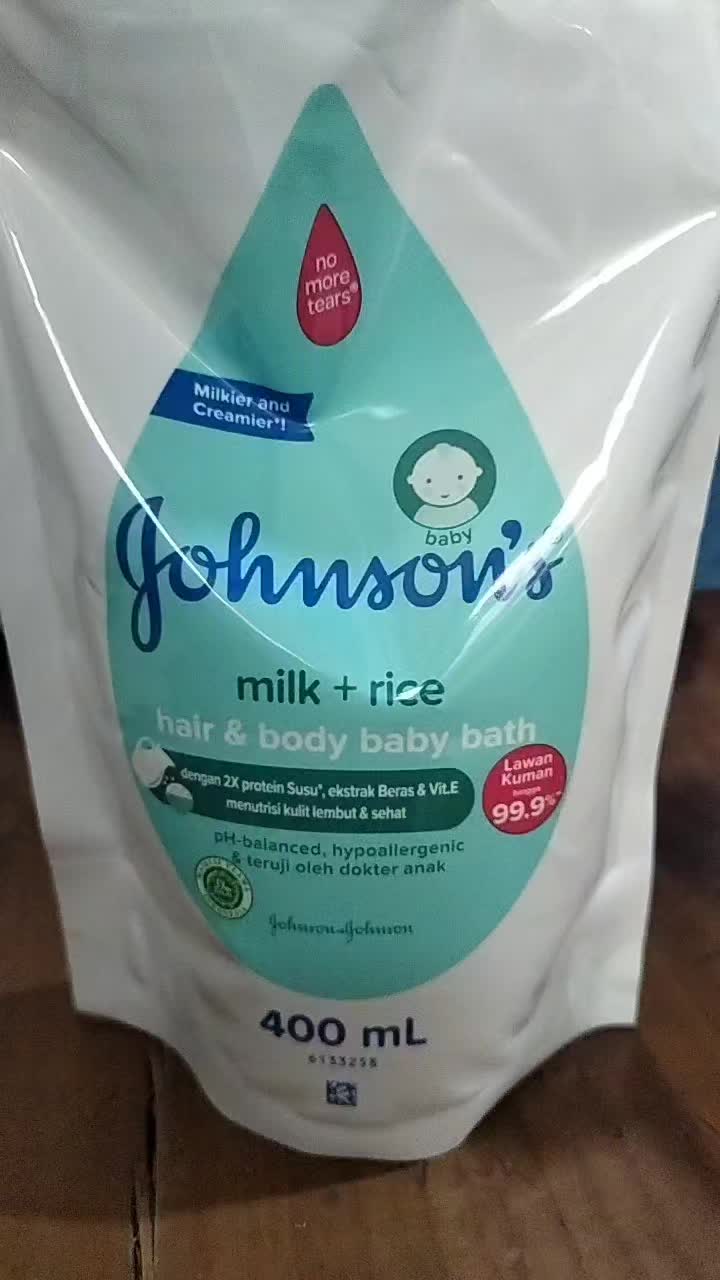 no
more
tears®
Milkier and
Creamier*!
baby
Johnson's®
milk + rice
hair & body baby bath
dengan 2X protein Susu*, ekstrak Beras & Vit.E
menutrisi kulit lembut & sehat
Lawan
Kuman
hingga
99.9%
pH-balanced, hypoallergenic
& teruji oleh dokter anak
Johnson & Johnson
400 mL
6133258